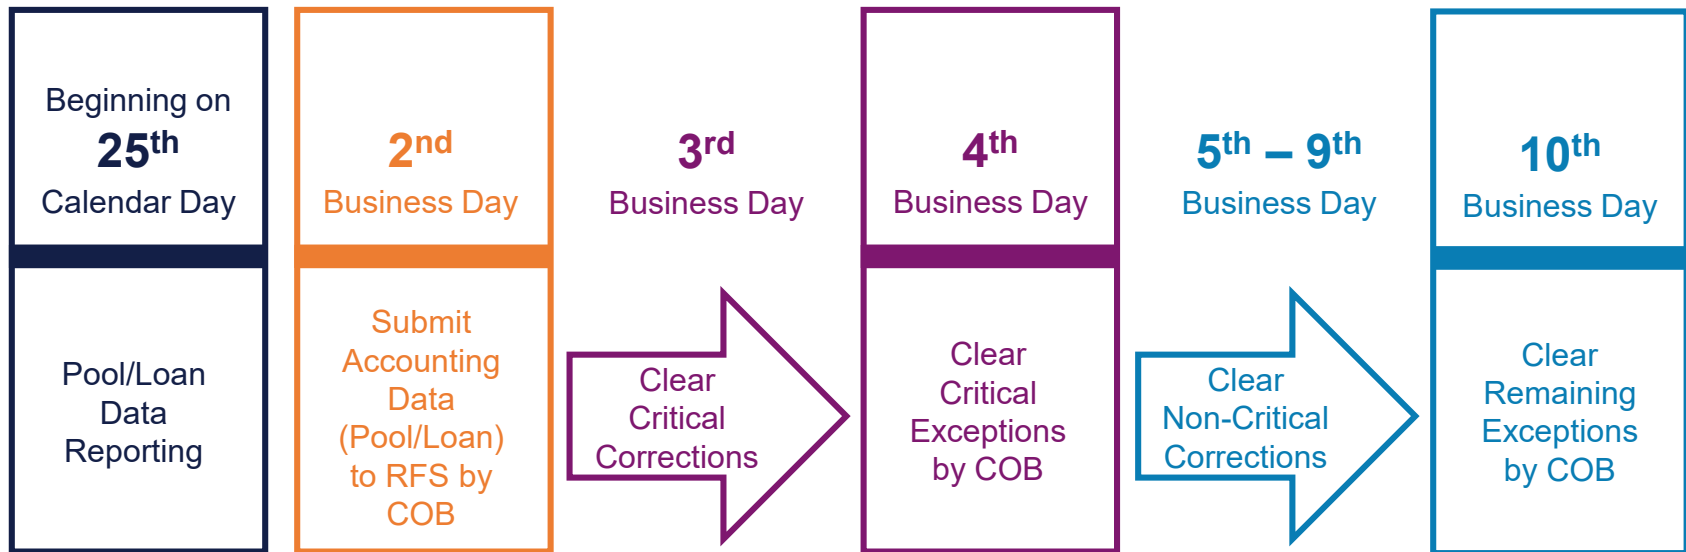 Beginning on
25th
Calendar Day
Pool/Loan
Data
Reporting
2nd
Business Day
Submit
Accounting
Data
(Pool/Loan)
to RFS by
COB
3rd
Business Day
Clear
Critical
Corrections
4th
Business Day
Clear
Critical
Exceptions
by COB
5th – 9th
Business Day
Clear
Non-Critical
Corrections
10th
Business Day
Clear
Remaining
Exceptions
by COB